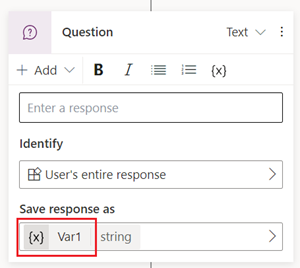 Question Text
+ Add B I {x}
Enter a response
Identify
User's entire response
Save response as
{x} Var1 string